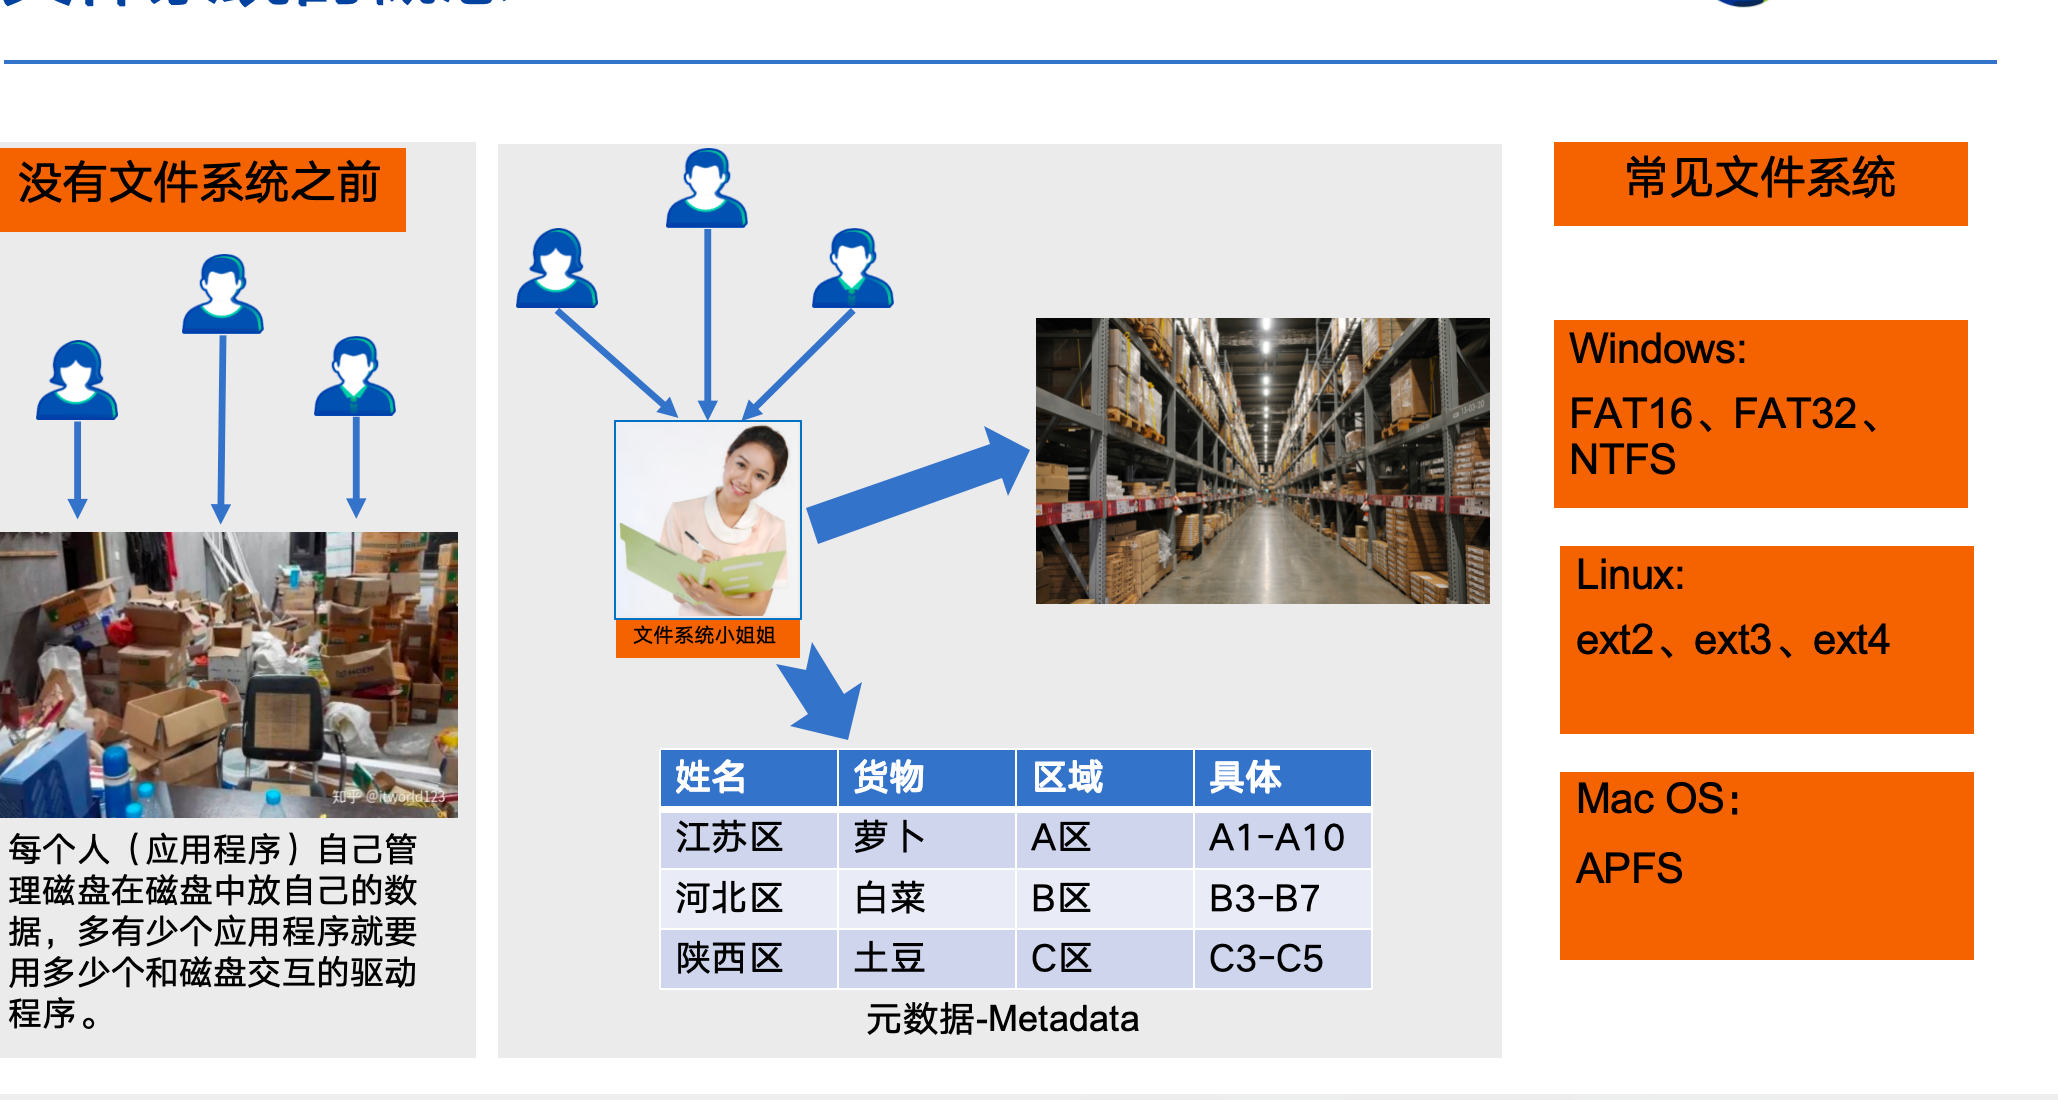 没有文件系统之前
每个人（应用程序）自己管
理磁盘在磁盘中放自己的数
据，多有少个应用程序就要
用多少个和磁盘交互的驱动
程序。
知乎 @itworld123
文件系统小姐姐
姓名 货物 区域 具体
江苏区 萝卜 A区 A1-A10
河北区 白菜 B区 B3-B7
陕西区 土豆 C区 C3-C5
元数据-Metadata
常见文件系统
Windows:
FAT16、FAT32、
NTFS
Linux:
ext2、ext3、ext4
Mac OS：
APFS